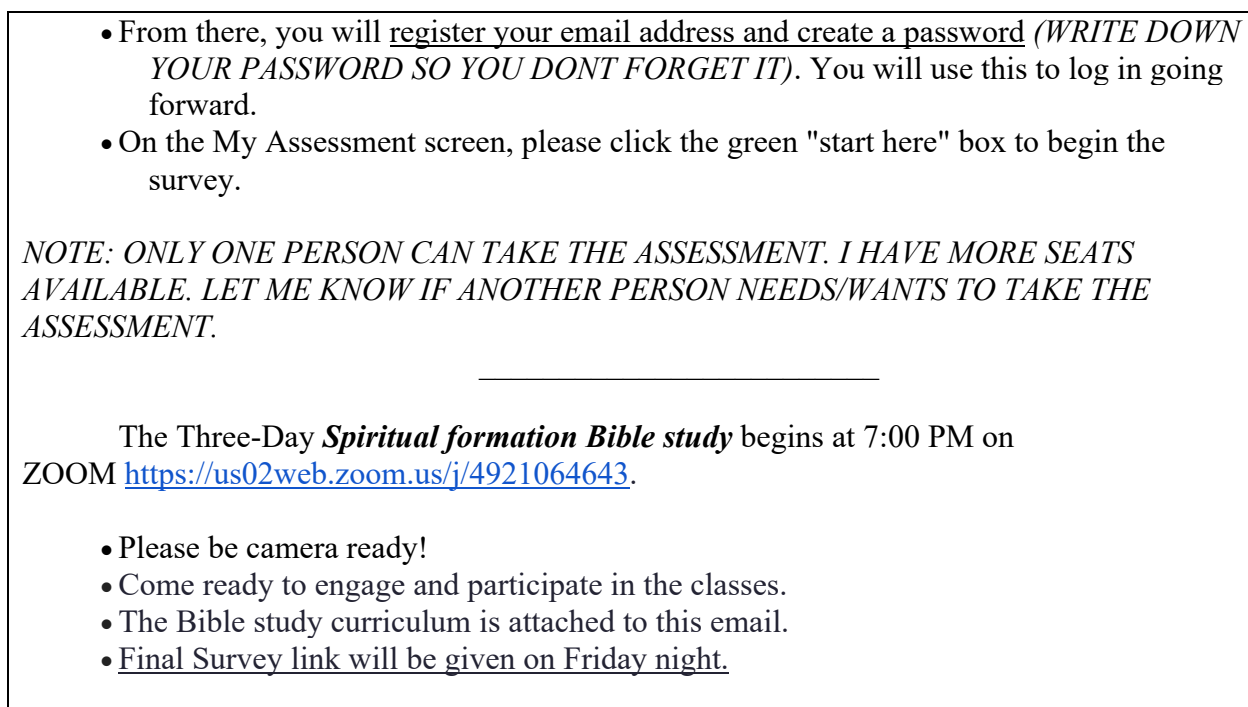 • From there, you will register your email address and create a password (WRITE DOWN
YOUR PASSWORD SO YOU DONT FORGET IT). You will use this to log in going
forward.
• On the My Assessment screen, please click the green "start here" box to begin the
survey.
NOTE: ONLY ONE PERSON CAN TAKE THE ASSESSMENT. I HAVE MORE SEATS
AVAILABLE. LET ME KNOW IF ANOTHER PERSON NEEDS/WANTS TO TAKE THE
ASSESSMENT.
The Three-Day Spiritual formation Bible study begins at 7:00 PM on
ZOOM https://us02web.zoom.us/j/4921064643.
• Please be camera ready!
• Come ready to engage and participate in the classes.
• The Bible study curriculum is attached to this email.
• Final Survey link will be given on Friday night.